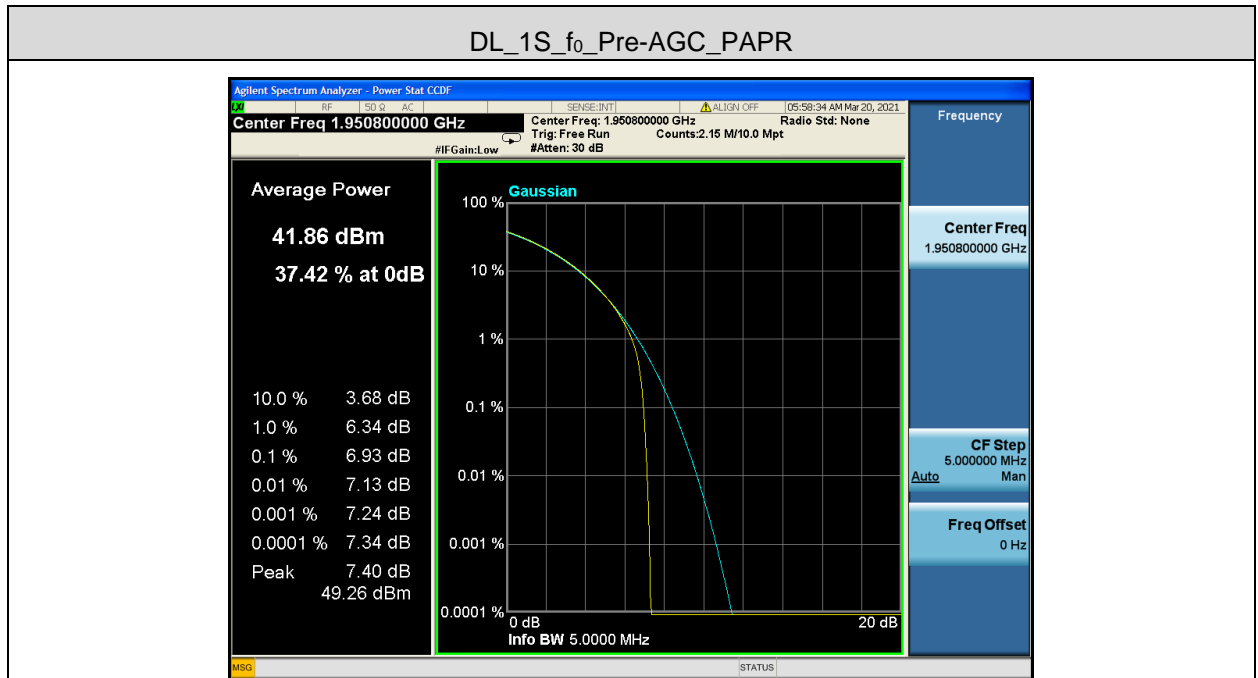 DL_1S_f0_Pre-AGC_PAPR
Agilent Spectrum Analyzer - Power Stat CCDF
LXI RF 50 Ω AC SENSE:INT ALIGN OFF 05:58:34 AM Mar 20, 2021
Center Freq 1.950800000 GHz
#IFGain:Low
Center Freq: 1.950800000 GHz
Radio Std: None
Trig: Free Run Counts:2.15 M/10.0 Mpt
#Atten: 30 dB
Average Power
41.86 dBm
37.42 % at 0dB
10.0 % 3.68 dB
1.0 % 6.34 dB
0.1 % 6.93 dB
0.01 % 7.13 dB
0.001 % 7.24 dB
0.0001 % 7.34 dB
Peak 7.40 dB
49.26 dBm
Gaussian
100 %
10 %
1 %
0.1 %
0.01 %
0.001 %
0.0001 %
0 dB 20 dB
Info BW 5.0000 MHz
Frequency
Center Freq
1.950800000 GHz
CF Step
5.000000 MHz
Auto Man
Freq Offset
0 Hz
MSG STATUS